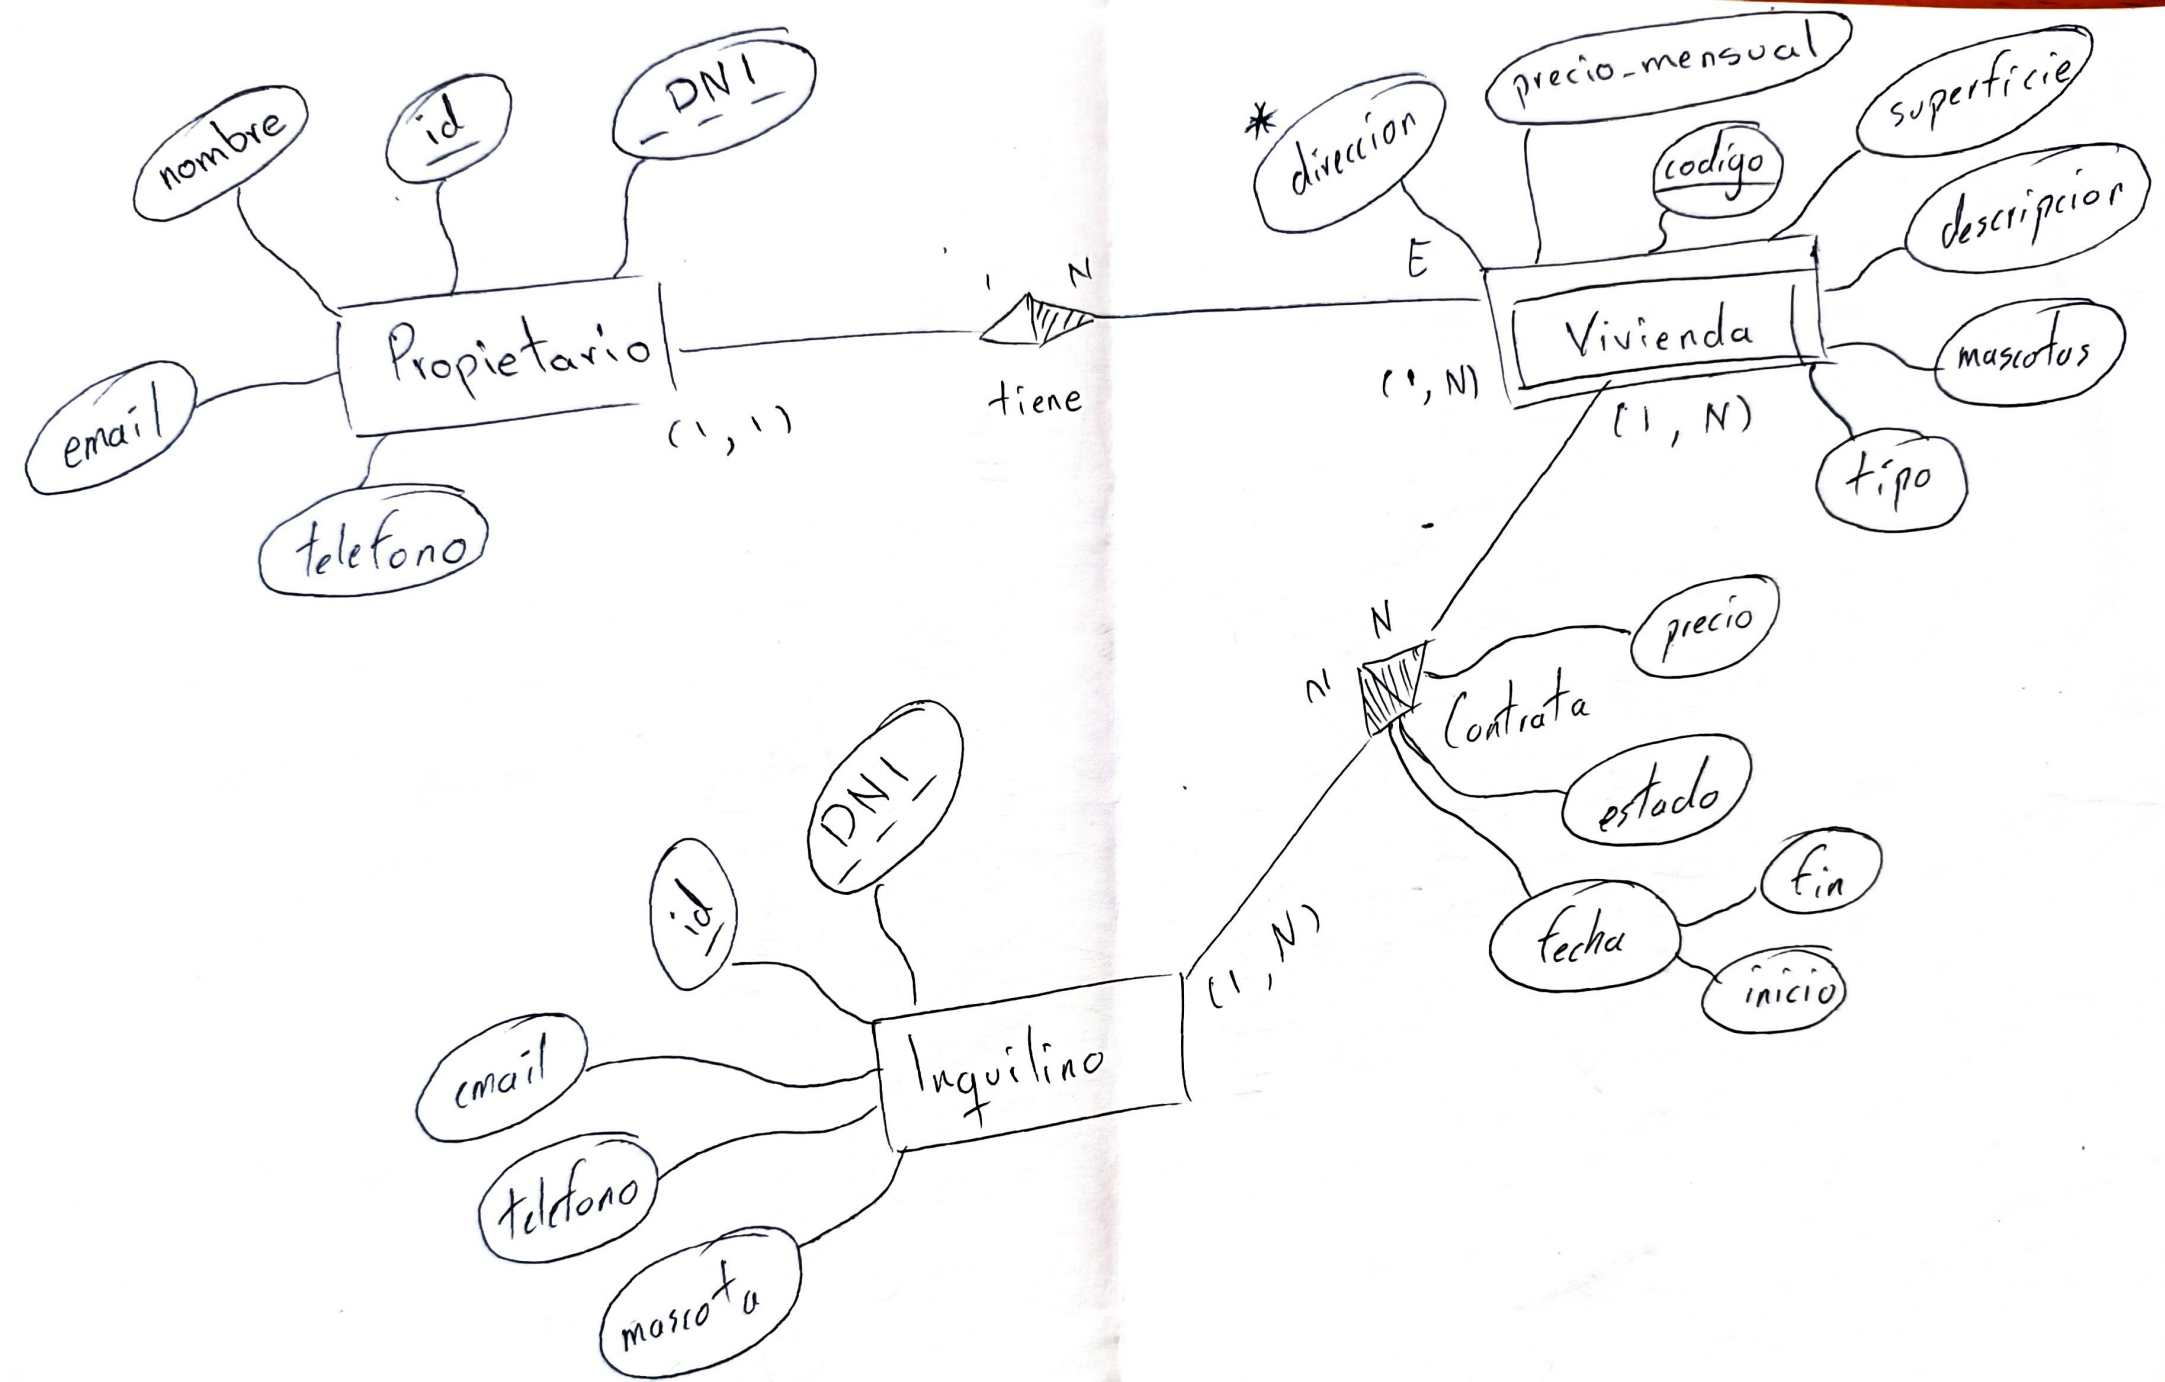 nombre
id
DNI
Propietario
email
telefono
(1,1)
1 N
tiene
* direccion
precio_mensual
codigo
superficie
descripcion
mascotas
tipo
E
Vivienda
(1,N)
(1,N)
N
Contrata
precio
estado
fecha
fin
inicio
DNI
id
email
telefono
mascota
Inquilino
(1,N)